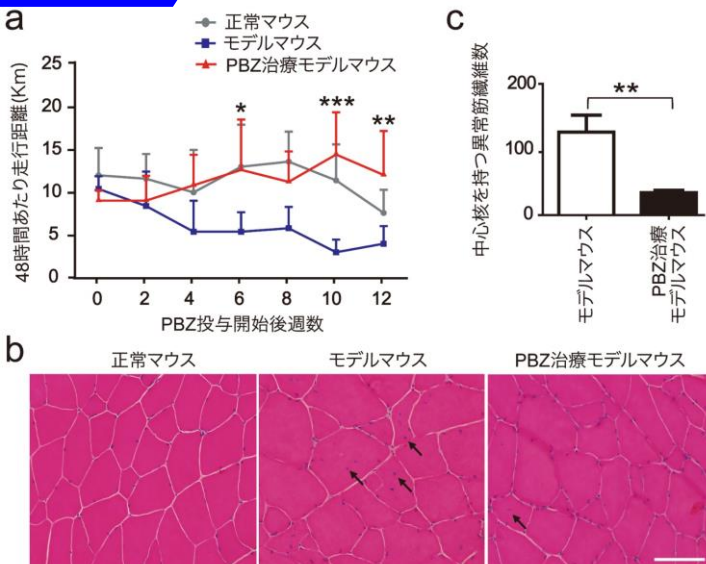 a
正常マウス
モデルマウス
PBZ治療モデルマウス
48時間あたり走行距離(Km)
25
20
15
10
5
0
*
***
**
0 2 4 6 8 10 12
PBZ投与開始後週数
c
中心核を持つ異常筋繊維数
200
100
0
**
モデルマウス
PBZ治療
モデルマウス
b
正常マウス
モデルマウス
PBZ治療モデルマウス